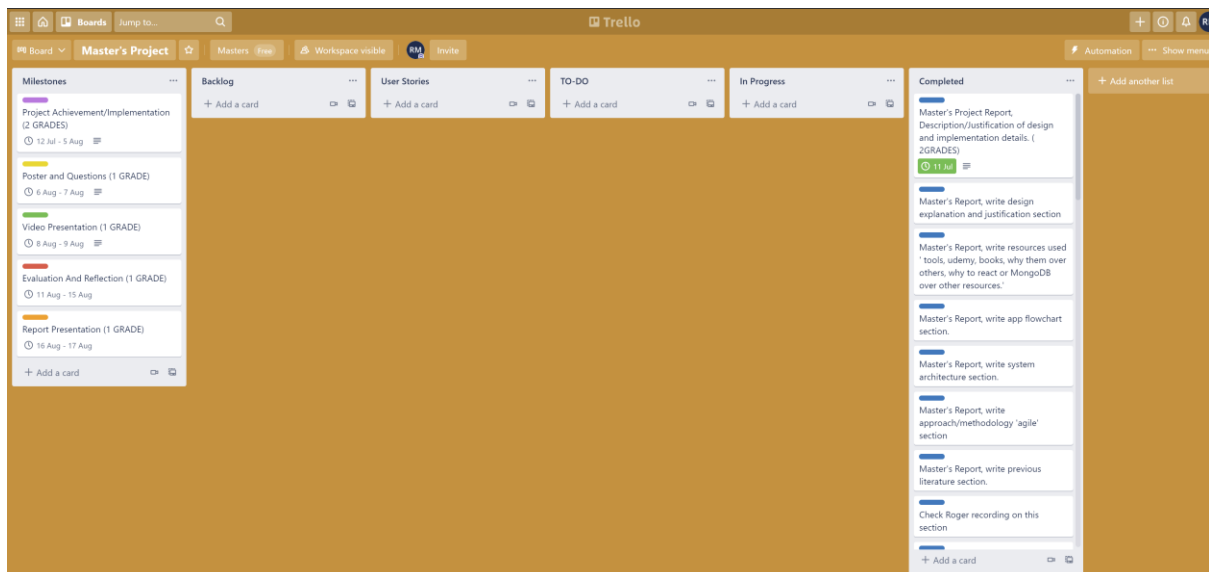 Boards
Jump to...
Trello
Board
Master's Project
Masters Free
Workspace visible
RM
Invite
Automation
... Show menu
Milestones
Project Achievement/Implementation
(2 GRADES)
12 Jul - 5 Aug
Poster and Questions (1 GRADE)
6 Aug - 7 Aug
Video Presentation (1 GRADE)
8 Aug - 9 Aug
Evaluation And Reflection (1 GRADE)
11 Aug - 15 Aug
Report Presentation (1 GRADE)
16 Aug - 17 Aug
+ Add a card
Backlog
+ Add a card
User Stories
+ Add a card
TO-DO
+ Add a card
In Progress
+ Add a card
Completed
Master's Project Report,
Description/Justification of design
and implementation details. (
2GRADES)
11 Jul
Master's Report, write design
explanation and justification section
Master's Report, write resources used
' tools, udemy, books, why them over
others, why to react or MongoDB
over other resources.'
Master's Report, write app flowchart
section.
Master's Report, write system
architecture section.
Master's Report, write
approach/methodology 'agile'
section
Master's Report, write previous
literature section.
Check Roger recording on this
section
+ Add a card
+ Add another list